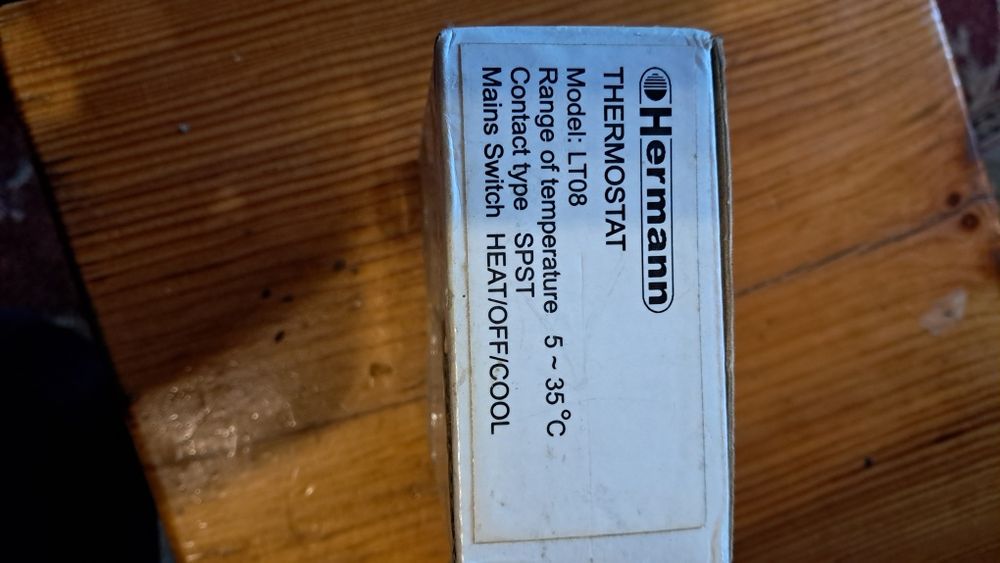 Hermann
THERMOSTAT
Model: LT08
Range of temperature 5 ~ 35 °C
Contact type SPST
Mains Switch HEAT/OFF/COOL